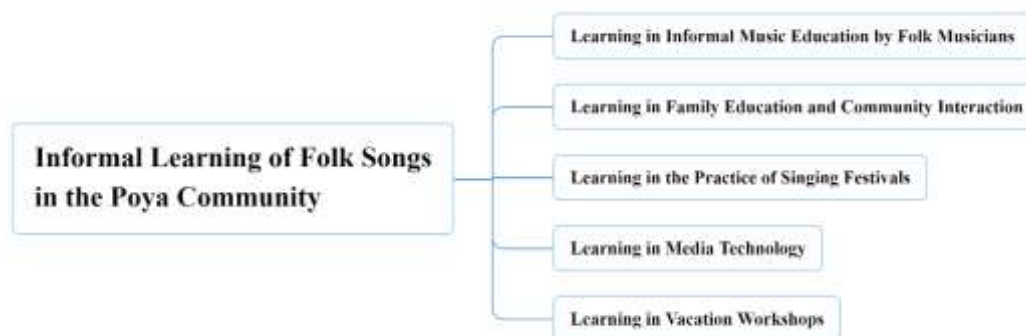 Learning in Informal Music Education by Folk Musicians
Learning in Family Education and Community Interaction
Informal Learning of Folk Songs
in the Poya Community
Learning in the Practice of Singing Festivals
Learning in Media Technology
Learning in Vacation Workshops